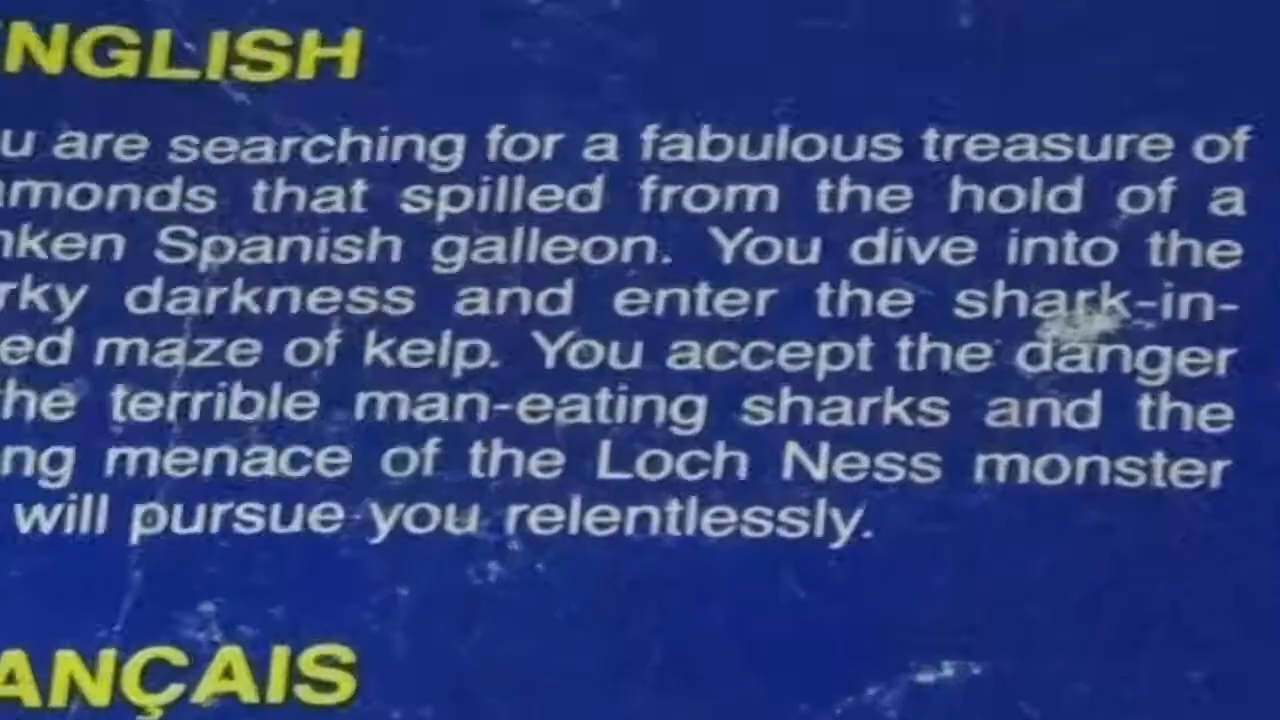 NGLISH
u are searching for a fabulous treasure of
monds that spilled from the hold of a
nken Spanish galleon. You dive into the
rky darkness and enter the shark-in-
ed maze of kelp. You accept the danger
he terrible man-eating sharks and the
ng menace of the Loch Ness monster
will pursue you relentlessly.
ANÇAIS